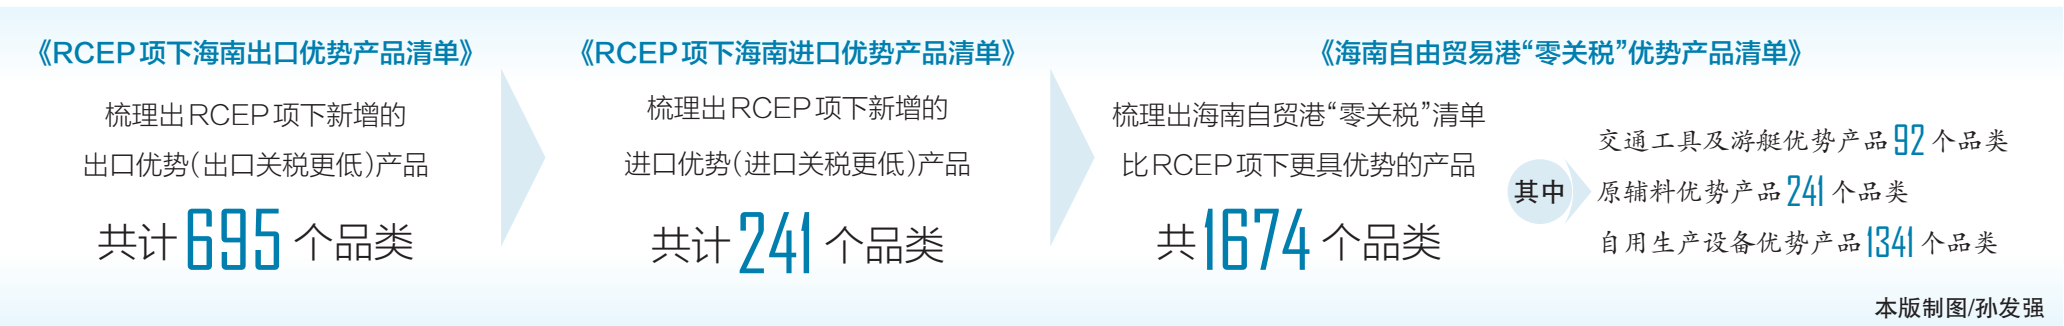 《RCEP项下海南出口优势产品清单》
梳理出RCEP项下新增的
出口优势(出口关税更低)产品
共计695个品类
《RCEP项下海南进口优势产品清单》
梳理出RCEP项下新增的
进口优势(进口关税更低)产品
共计241个品类
《海南自由贸易港“零关税”优势产品清单》
梳理出海南自贸港“零关税”清单
比RCEP项下更具优势的产品
共1674个品类
其中
交通工具及游艇优势产品92个品类
原辅料优势产品241个品类
自用生产设备优势产品1341个品类
本版制图/孙发强